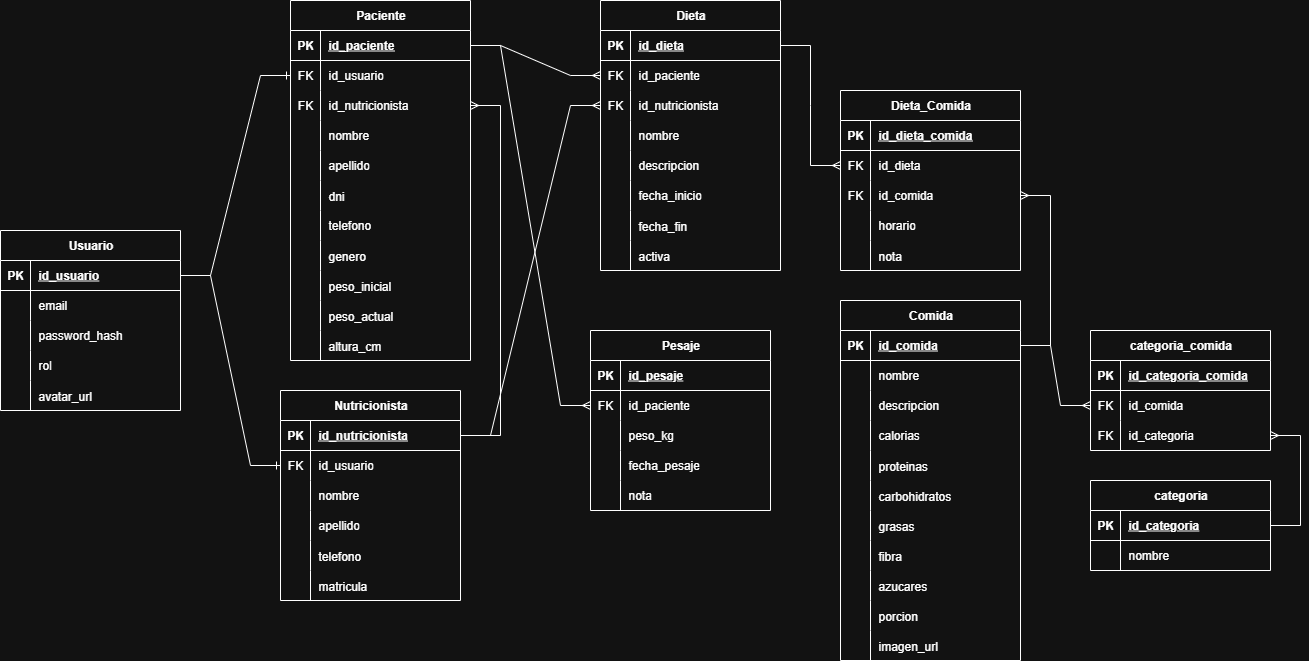 Paciente
PK id_paciente
FK id_usuario
FK id_nutricionista
nombre
apellido
dni
telefono
genero
peso_inicial
peso_actual
altura_cm
Dieta
PK id_dieta
FK id_paciente
FK id_nutricionista
nombre
descripcion
fecha_inicio
fecha_fin
activa
Dieta_Comida
PK id_dieta_comida
FK id_dieta
FK id_comida
horario
nota
Usuario
PK id_usuario
email
password_hash
rol
avatar_url
Nutricionista
PK id_nutricionista
FK id_usuario
nombre
apellido
telefono
matricula
Pesaje
PK id_pesaje
FK id_paciente
peso_kg
fecha_pesaje
nota
Comida
PK id_comida
nombre
descripcion
calorias
proteinas
carbohidratos
grasas
fibra
azucares
porcion
imagen_url
categoria_comida
PK id_categoria_comida
FK id_comida
FK id_categoria
categoria
PK id_categoria
nombre